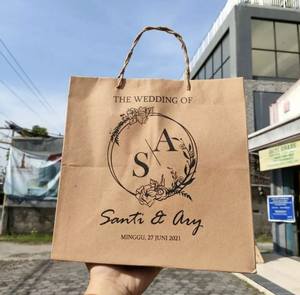 THE WEDDING OF
S\A
Santi & Ary
MINGGU, 27 JUNI 2021